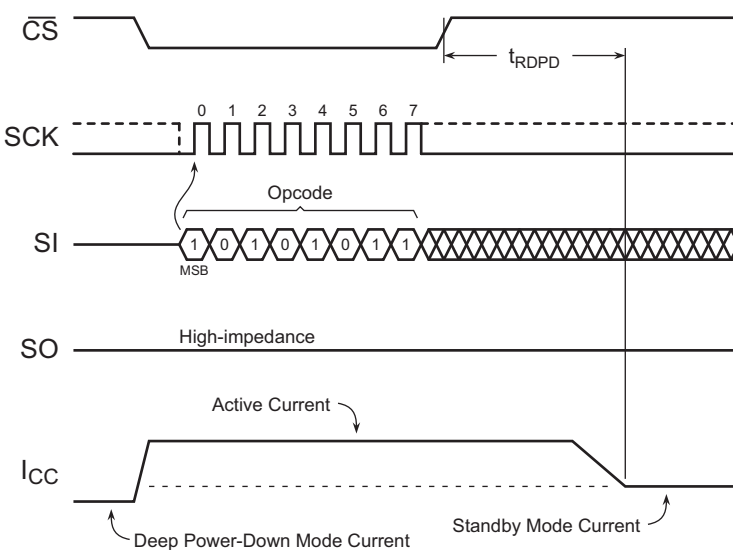 CS
tRDPD
0 1 2 3 4 5 6 7
SCK
Opcode
SI
1 0 1 0 1 0 1 1
MSB
High-impedance
SO
Active Current
ICC
Standby Mode Current
Deep Power-Down Mode Current